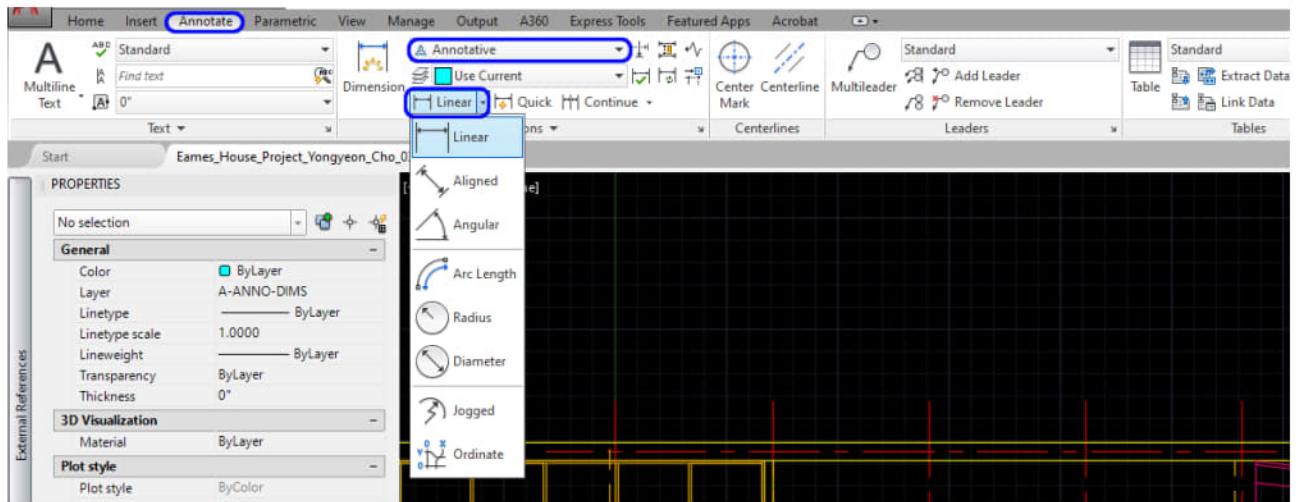 Home Insert Annotate Parametric View Manage Output A360 Express Tools Featured Apps Acrobat
A ABC Standard Annotative Standard Standard
Find text Use Current Add Leader Extract Data
Multiline Text 0" Dimension Linear Quick Continue Center Mark Centerline Multileader Remove Leader Table Link Data
Text ons Centerlines Leaders Tables
Start Eames_House_Project_Yongyeon_Cho_0
Linear
Aligned
Angular
Arc Length
Radius
Diameter
Jogged
Ordinate
PROPERTIES
No selection
General
Color ByLayer
Layer A-ANNO-DIMS
Linetype ByLayer
Linetype scale 1.0000
Lineweight ByLayer
Transparency ByLayer
Thickness 0"
3D Visualization
Material ByLayer
Plot style
Plot style ByColor
External References